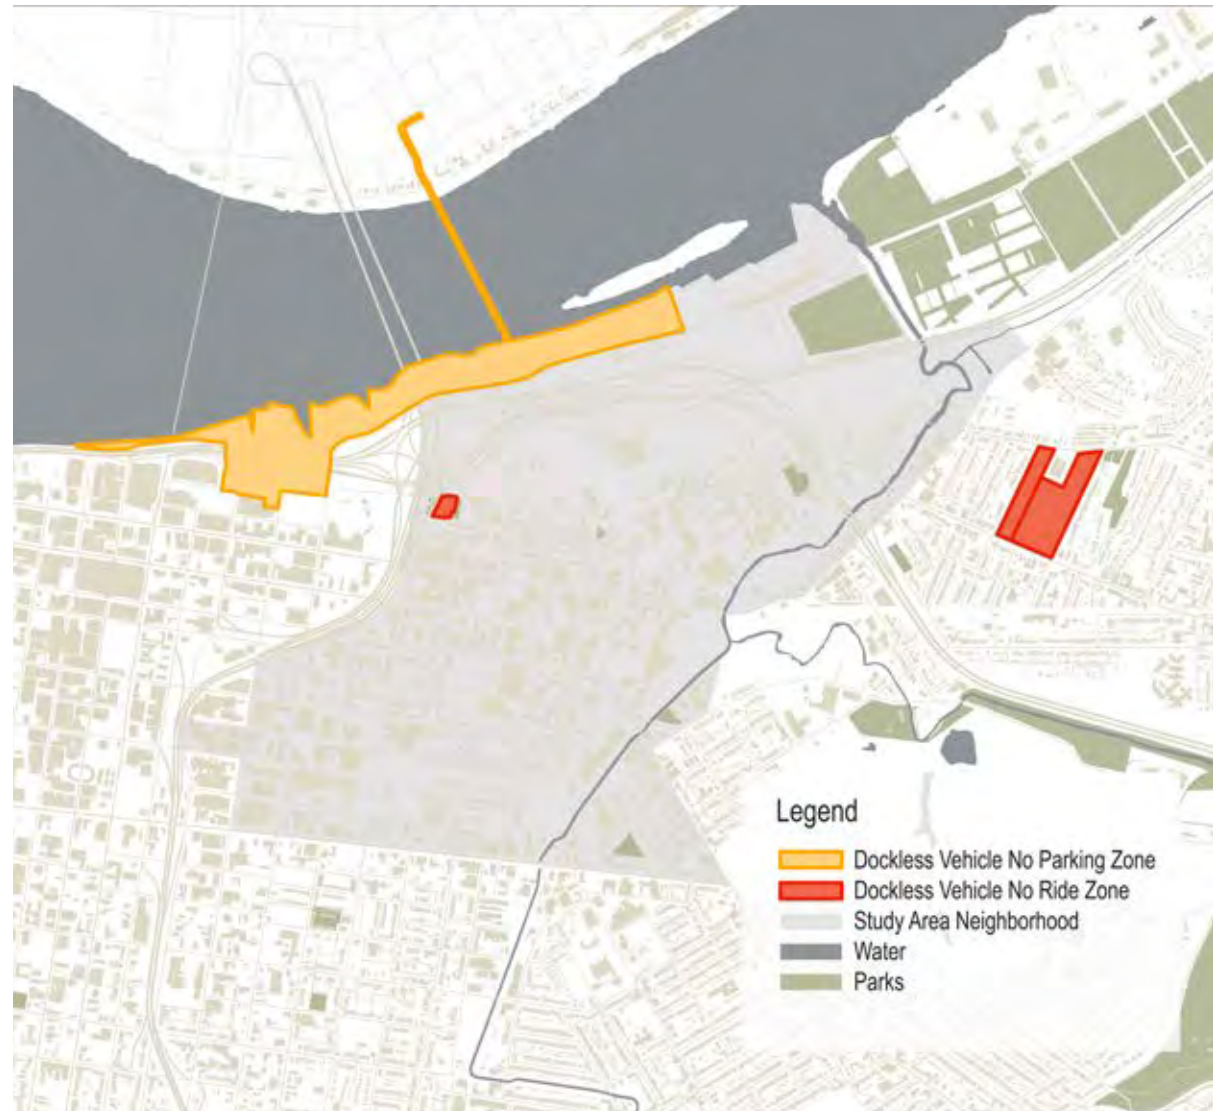 Legend
Dockless Vehicle No Parking Zone
Dockless Vehicle No Ride Zone
Study Area Neighborhood
Water
Parks